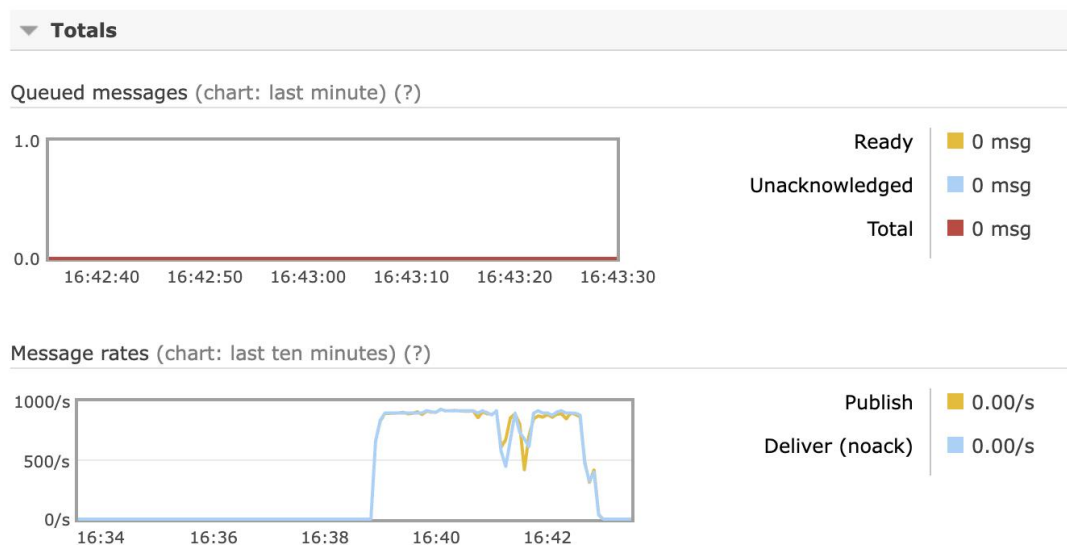 Totals
Queued messages (chart: last minute) (?)
1.0
0.0
16:42:40 16:42:50 16:43:00 16:43:10 16:43:20 16:43:30
Ready 0 msg
Unacknowledged 0 msg
Total 0 msg
Message rates (chart: last ten minutes) (?)
1000/s
500/s
0/s
16:34 16:36 16:38 16:40 16:42
Publish 0.00/s
Deliver (noack) 0.00/s